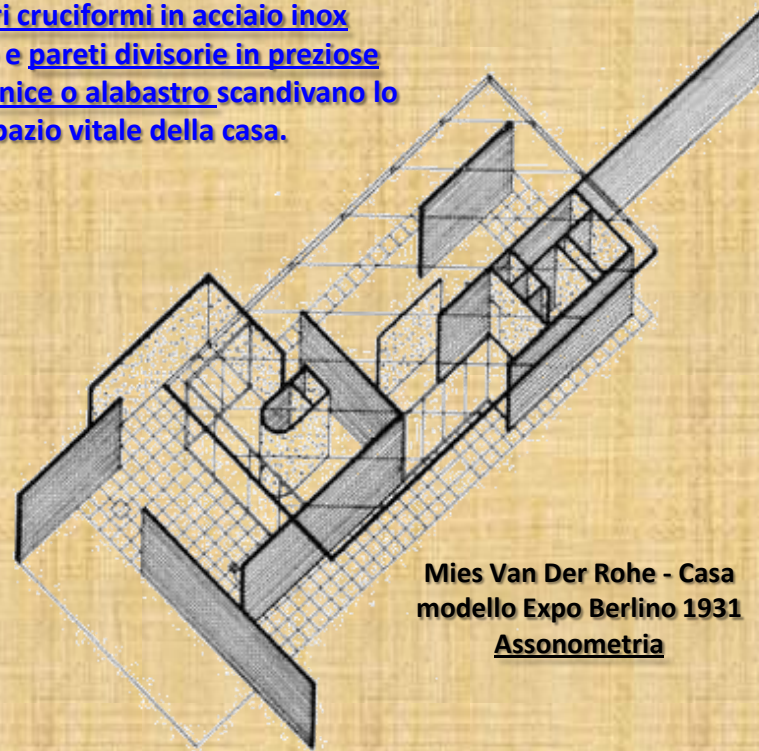 ri cruciformi in acciaio inox
e pareti divisorie in preziose
nice o alabastro scandivano lo
pazio vitale della casa.
Mies Van Der Rohe - Casa
modello Expo Berlino 1931
Assonometria